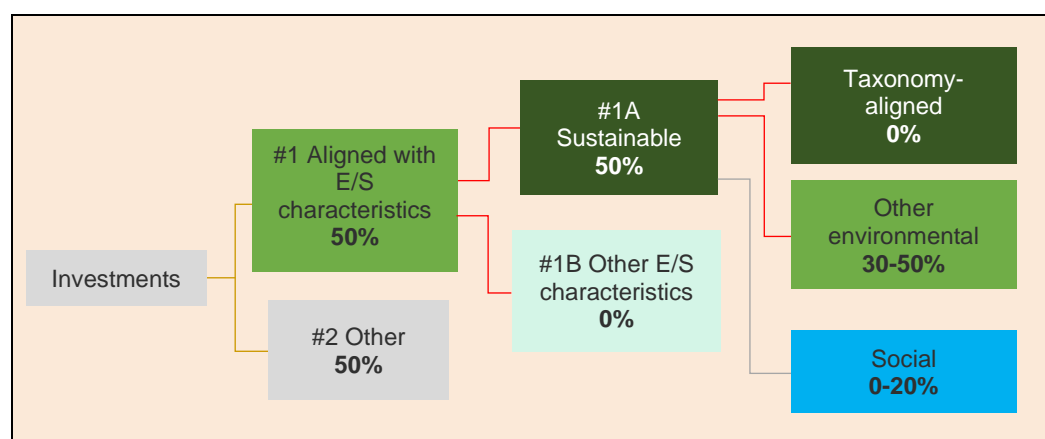 Investments
#1 Aligned with
E/S
characteristics
50%
#2 Other
50%
#1A
Sustainable
50%
#1B Other E/S
characteristics
0%
Taxonomy-
aligned
0%
Other
environmental
30-50%
Social
0-20%